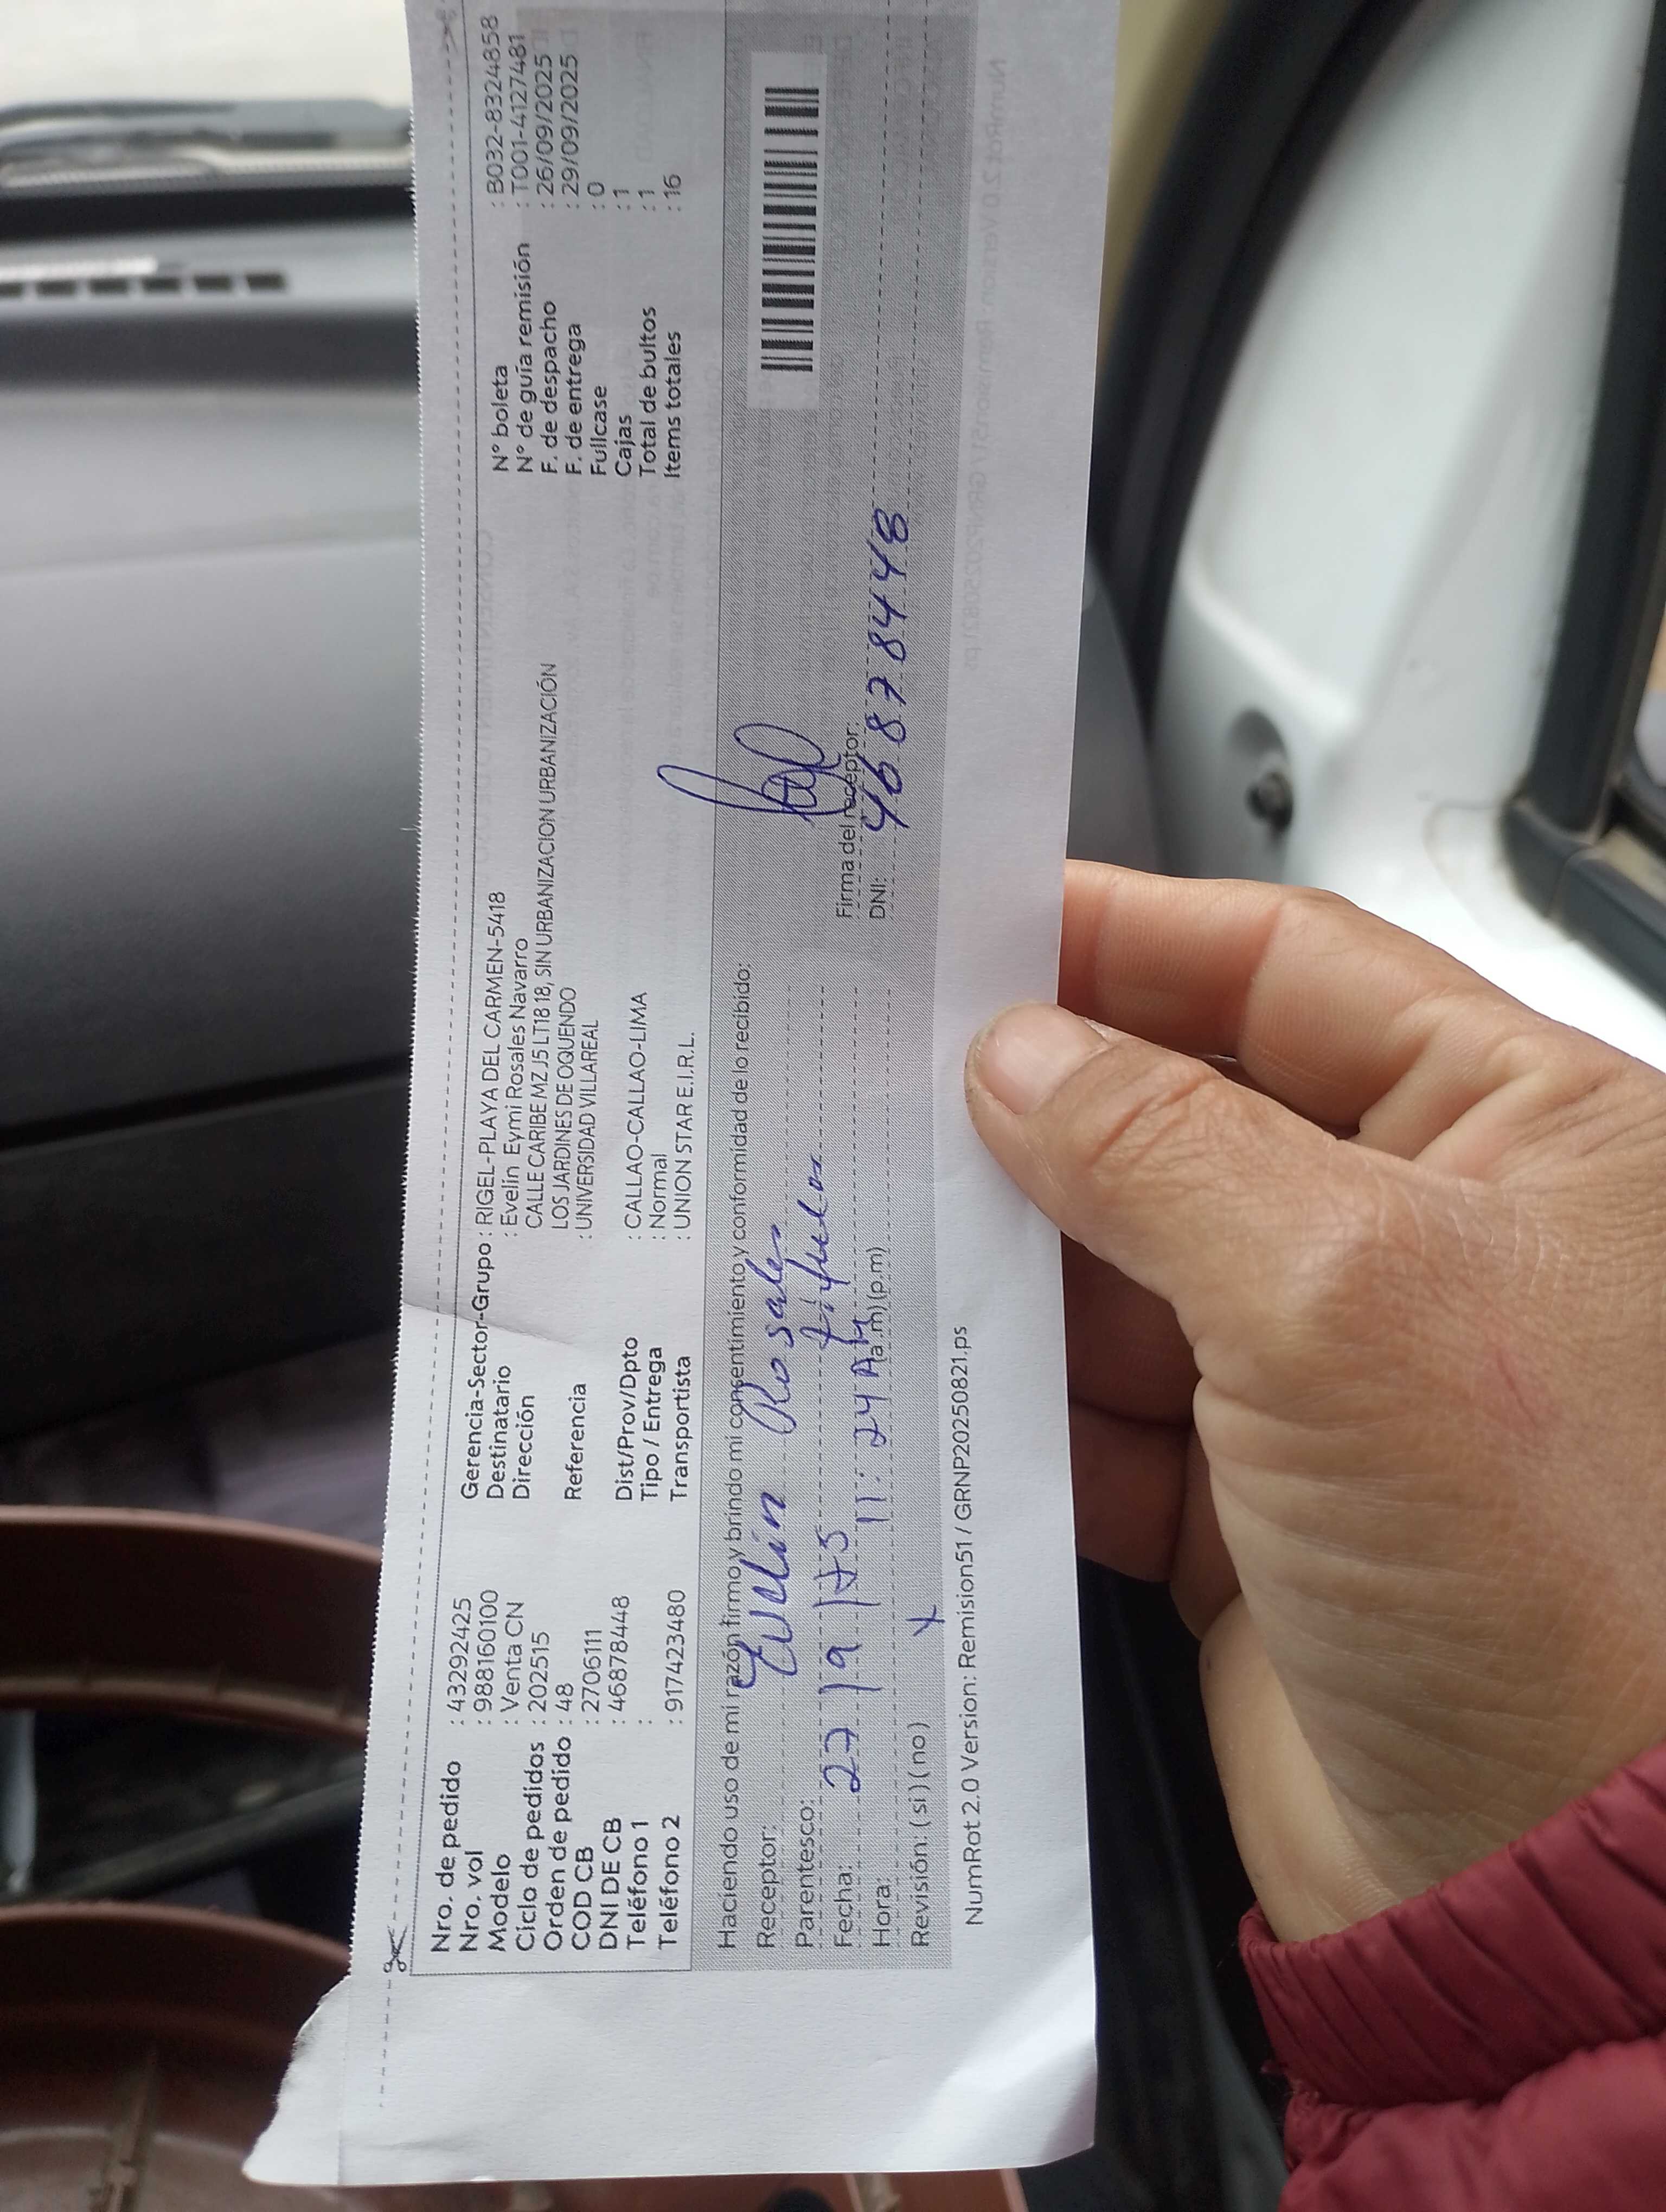 Nro. de pedido : 43292425
Nro. vol : 98816010 0
Modelo : Venta CN
Ciclo de pedidos : 202515
Orden de pedido : 48
COD CB : 2706111
DNI DE CB : 46878448
Teléfono 1 :
Teléfono 2 : 917423480
Gerencia-Sector-Grupo : RIGEL-PLAYA DEL CARMEN-5418
Destinatario : Evelin Eymi Rosales Navarro
Dirección CALLE CARIBE MZ J5 LT18 18, SIN URBANIZACION URBANIZACIÓN
LOS JARDINES DE OQUENDO
Referencia : UNIVERSIDAD VILLAREAL
Dist/Prov/Dpto : CALLAO-CALLAO-LIMA
Tipo / Entrega : Normal
Transportista : UNION STAR E.I.R.L.
N° boleta : B032-8324858
N° de guía remisión : T001-4127481
F. de despacho : 26/09/2025
F. de entrega : 29/09/2025
Fullcase : 0
Cajas : 1
Total de bultos : 1
Items totales : 16
Haciendo uso de mi razón firmo y brindo mi consentimiento y conformidad de lo recibido:
Receptor: Evelin Rosales
Parentesco: titular
Fecha: 27 / 9 / 25
Hora: 11:24 AM (a.m) (p.m)
Revisión: (si) (no) X
Firma del receptor:
DNI: 46878448
NumRot 2.0 Version: Remision51 / GRNP20250821.ps